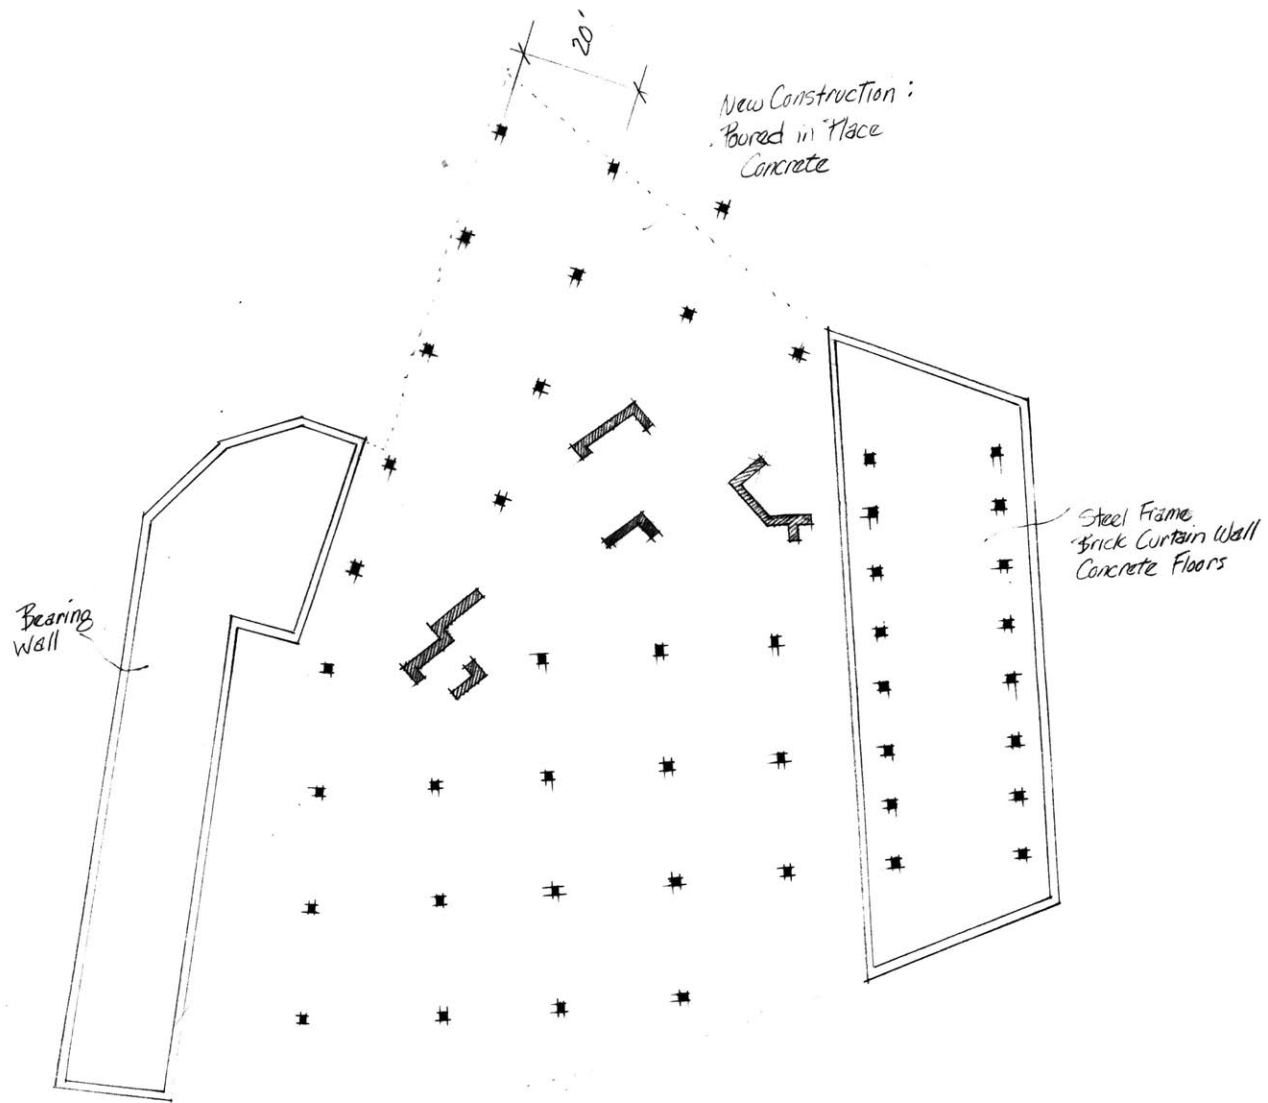 20'
New Construction :
Poured in Place
Concrete
Steel Frame
Brick Curtain Wall
Concrete Floors
Bearing
Wall